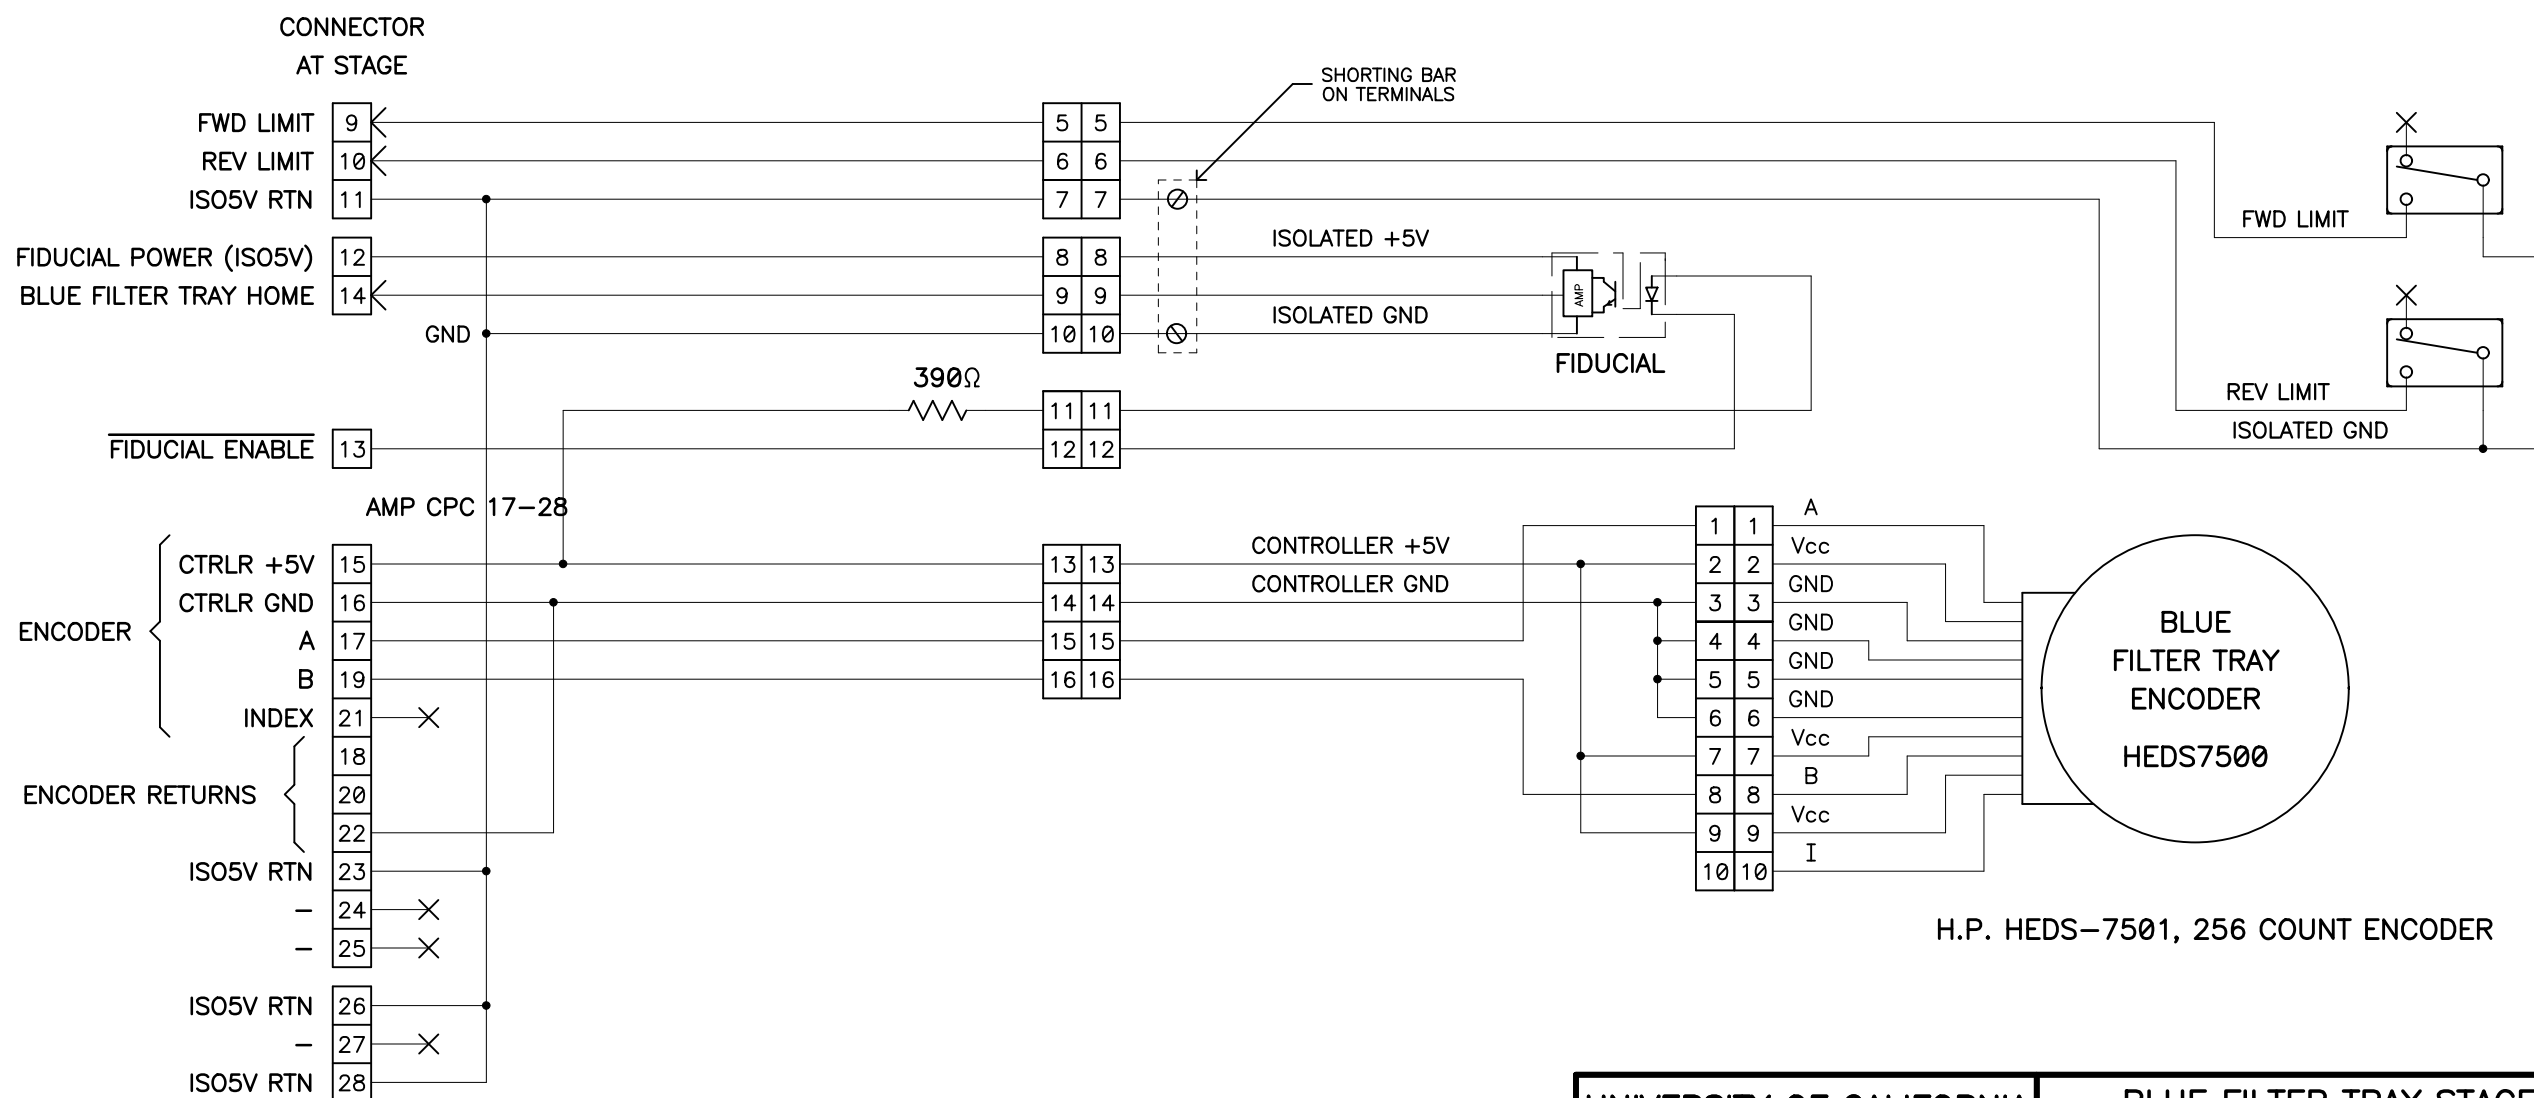 CONNECTOR
AT STAGE
SHORTING BAR
ON TERMINALS
FWD LIMIT 9 5 5
REV LIMIT 10 6 6
ISO5V RTN 11 7 7
FWD LIMIT
FIDUCIAL POWER (ISO5V) 12 8 8 ISOLATED +5V
BLUE FILTER TRAY HOME 14 9 9 AMP
GND 10 10 ISOLATED GND
FIDUCIAL
390Ω
11 11
REV LIMIT
ISOLATED GND
FIDUCIAL ENABLE 13 12 12
AMP CPC 17-28
ENCODER
CTRLR +5V 15 13 13 CONTROLLER +5V
CTRLR GND 16 14 14 CONTROLLER GND
A 17 15 15
B 19 16 16
INDEX 21
18
ENCODER RETURNS 20
22
ISO5V RTN 23
- 24
- 25
ISO5V RTN 26
- 27
ISO5V RTN 28
1 1 A
2 2 Vcc
3 3 GND
4 4 GND
5 5 GND
6 6 GND
7 7 Vcc
8 8 B
9 9 Vcc
10 10 I
BLUE
FILTER TRAY
ENCODER
HEDS7500
H.P. HEDS-7501, 256 COUNT ENCODER
UNIVERSITY OF CALIFORNIA
BLUE FILTER TRAY STAGE